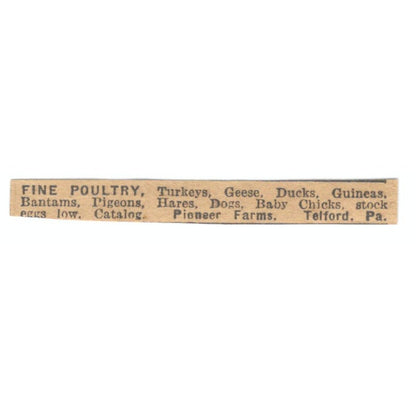 FINE POULTRY, Turkeys, Geese, Ducks, Guineas,
Bantams, Pigeons, Hares, Dogs, Baby Chicks, stock
eggs low. Catalog. Pioneer Farms. Telford, Pa.